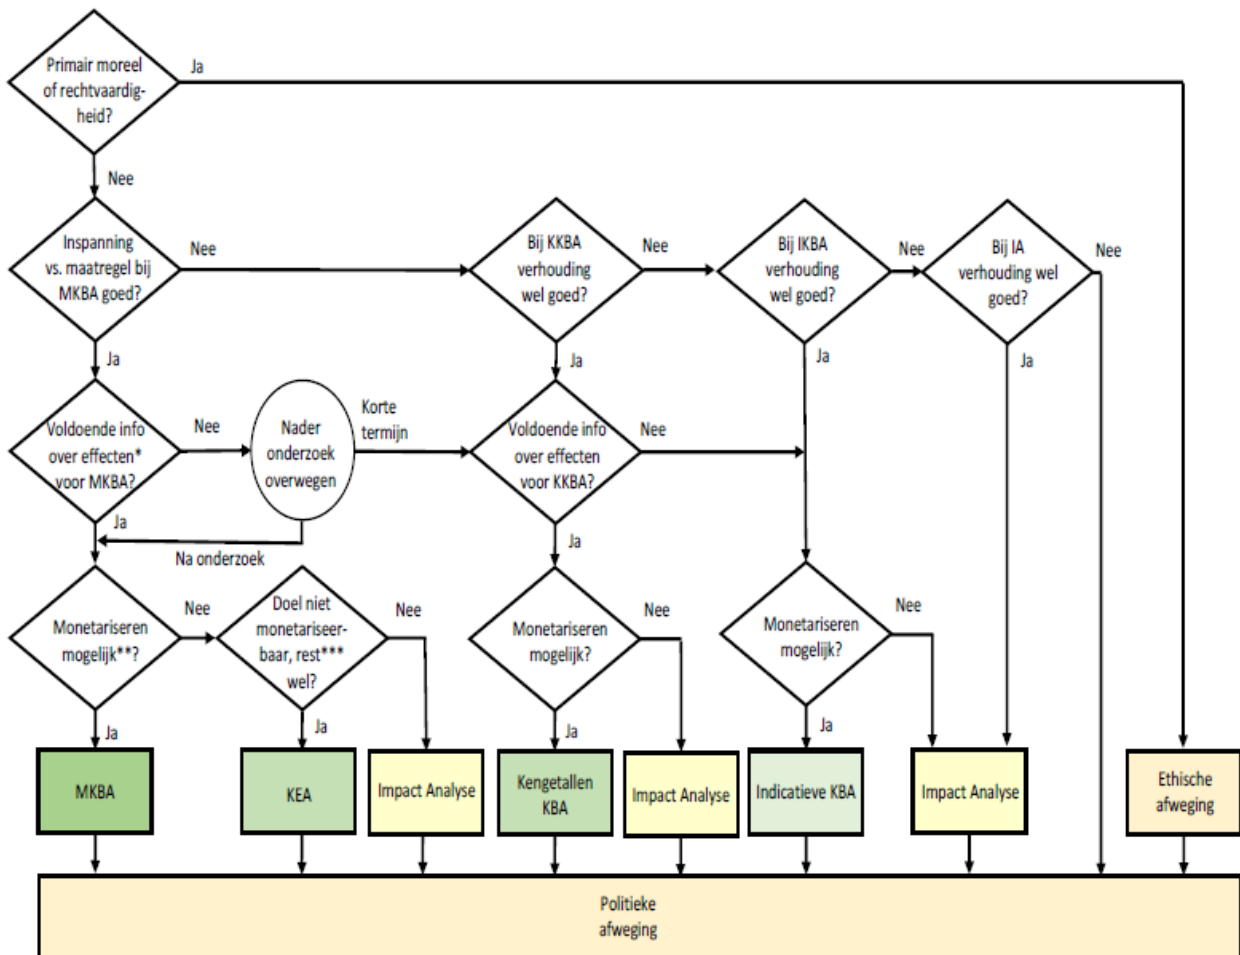 Primair moreel
of rechtvaardig-
heid?
Ja
Nee
Inspanning
vs. maatregel bij
MKBA goed?
Nee
Bij KKBA
verhouding
wel goed?
Nee
Bij IKBA
verhouding
wel goed?
Nee
Bij IA
verhouding wel
goed?
Nee
Ja
Ja
Ja
Ja
Voldoende info
over effecten*
voor MKBA?
Nee
Nader
onderzoek
overwegen
Korte
termijn
Voldoende info
over effecten
voor KKBA?
Nee
Ja
Na onderzoek
Ja
Monetariseren
mogelijk**?
Nee
Doel niet
monetariseer-
baar, rest***
wel?
Nee
Monetariseren
mogelijk?
Nee
Monetariseren
mogelijk?
Nee
Ja
Ja
Ja
Ja
MKBA
KEA
Impact Analyse
Kengetallen
KBA
Impact Analyse
Indicatieve KBA
Impact Analyse
Ethische
afweging
Politieke
afweging